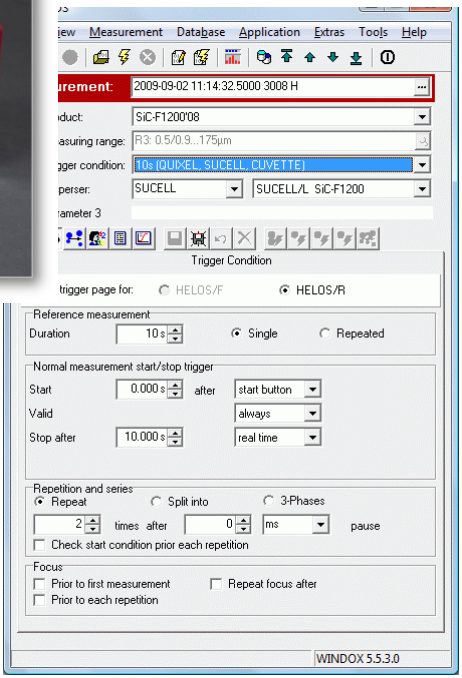 View Measurement Database Application Extras Tools Help
urement: 2009-09-02 11:14:32.5000 3008 H ...
duct: SiC-F1200'08
asuring range: R3: 0.5/0.9...175µm
gger condition: 10s (QUIXEL, SUCELL, CUVETTE)
perser: SUCELL SUCELL/L SiC-F1200
rameter 3
Trigger Condition
trigger page for: HELOS/F HELOS/R
Reference measurement
Duration 10 s Single Repeated
Normal measurement start/stop trigger
Start 0.000 s after start button
Valid always
Stop after 10.000 s real time
Repetition and series
Repeat Split into 3-Phases
2 times after 0 ms pause
Check start condition prior each repetition
Focus
Prior to first measurement Repeat focus after
Prior to each repetition
WINDOX 5.5.3.0